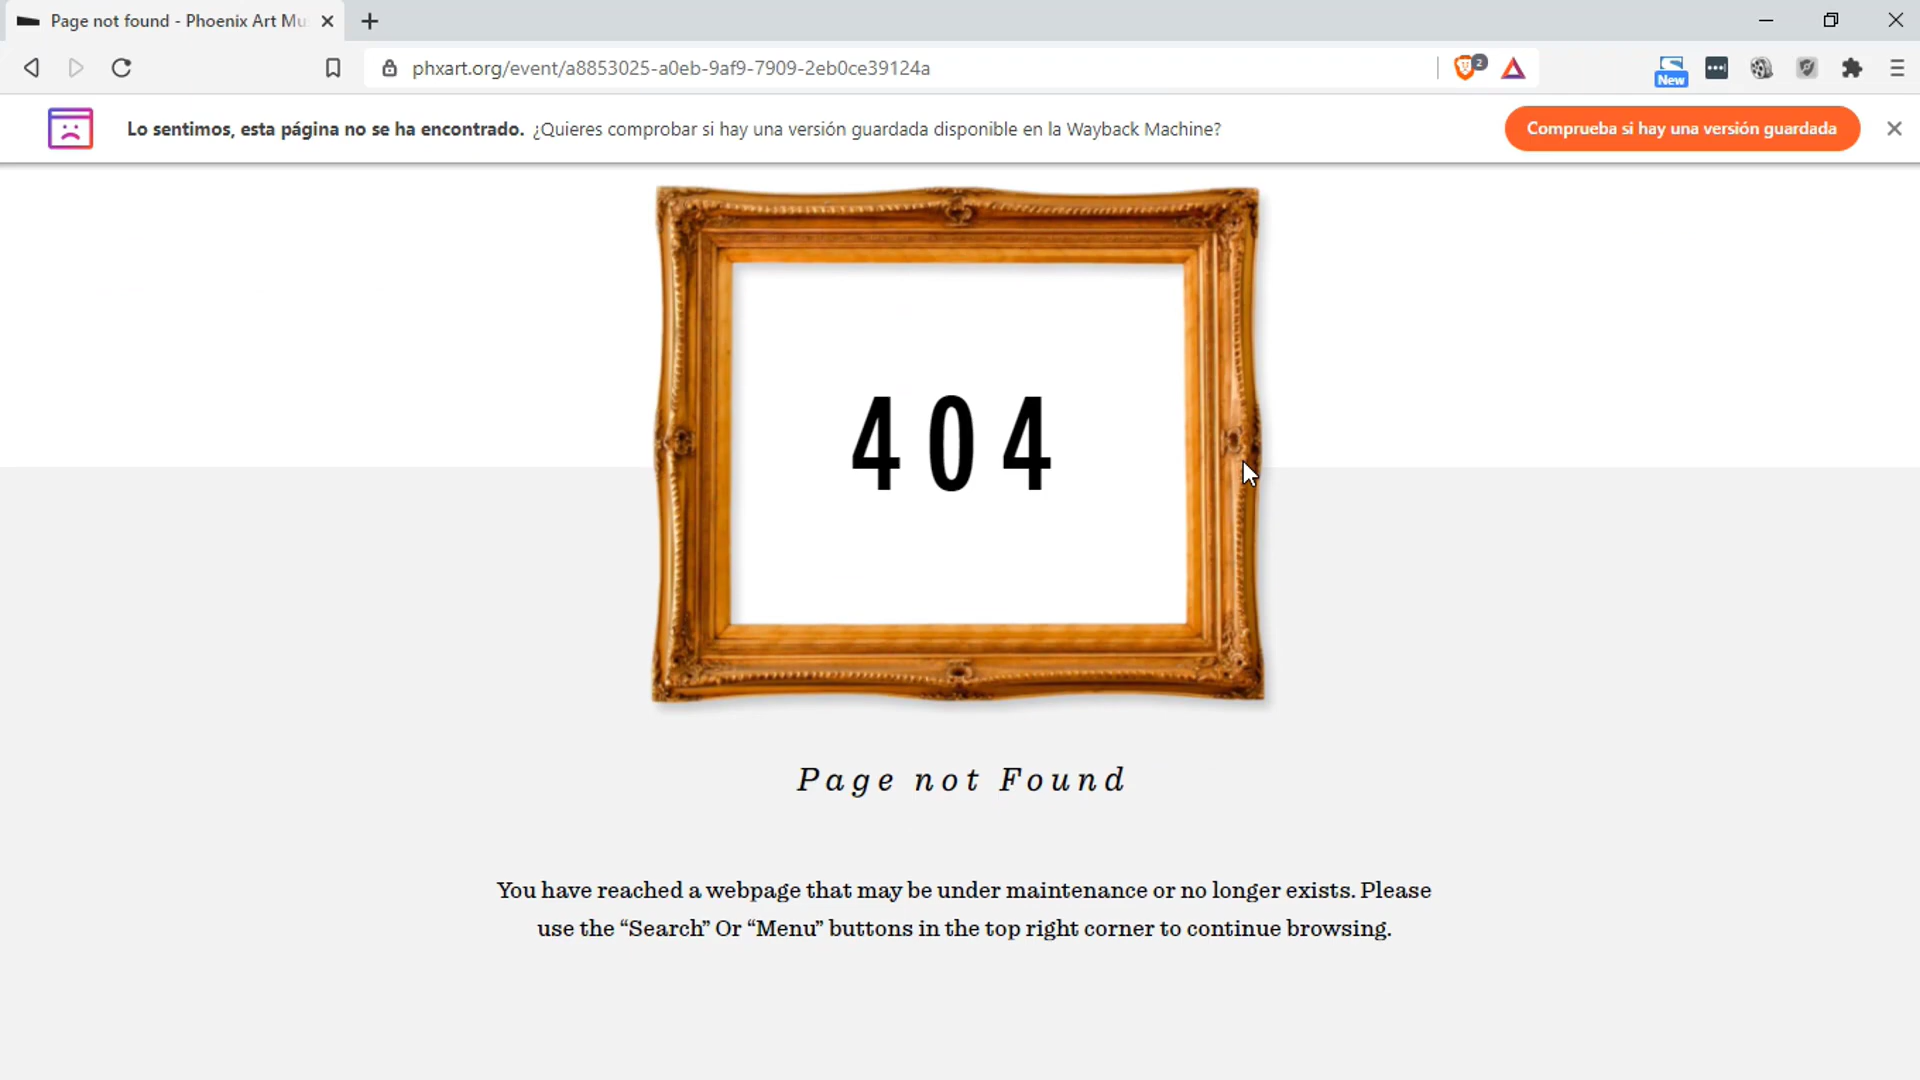 Page not found - Phoenix Art Mu
phxart.org/event/a8853025-a0eb-9af9-7909-2eb0ce39124a
2
New
Lo sentimos, esta página no se ha encontrado. ¿Quieres comprobar si hay una versión guardada disponible en la Wayback Machine?
Comprueba si hay una versión guardada
404
Page not Found
You have reached a webpage that may be under maintenance or no longer exists. Please
use the “Search” Or “Menu” buttons in the top right corner to continue browsing.